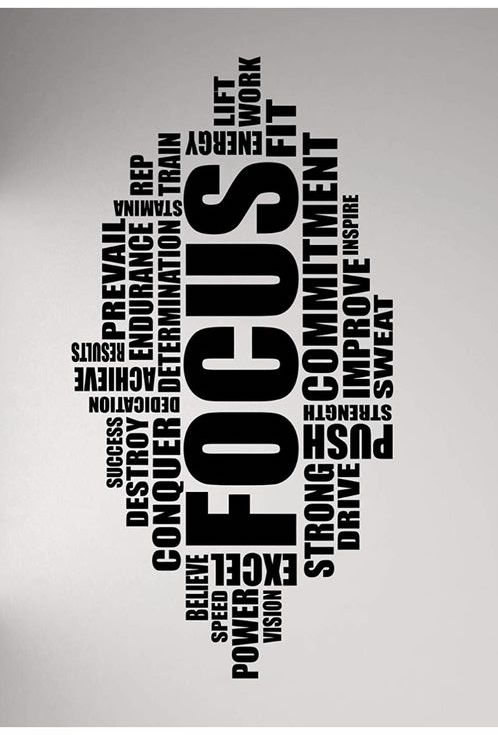 LIFT
WORK
ENERGY
FIT
REP
TRAIN
STAMINA
PREVAIL
ENDURANCE
DETERMINATION
FOCUS
COMMITMENT
INSPIRE
IMPROVE
SWEAT
RESULTS
ACHIEVE
DEDICATION
STRENGTH
PUSH
SUCCESS
DESTROY
CONQUER
STRONG
DRIVE
BELIEVE
EXCEL
SPEED
POWER
VISION